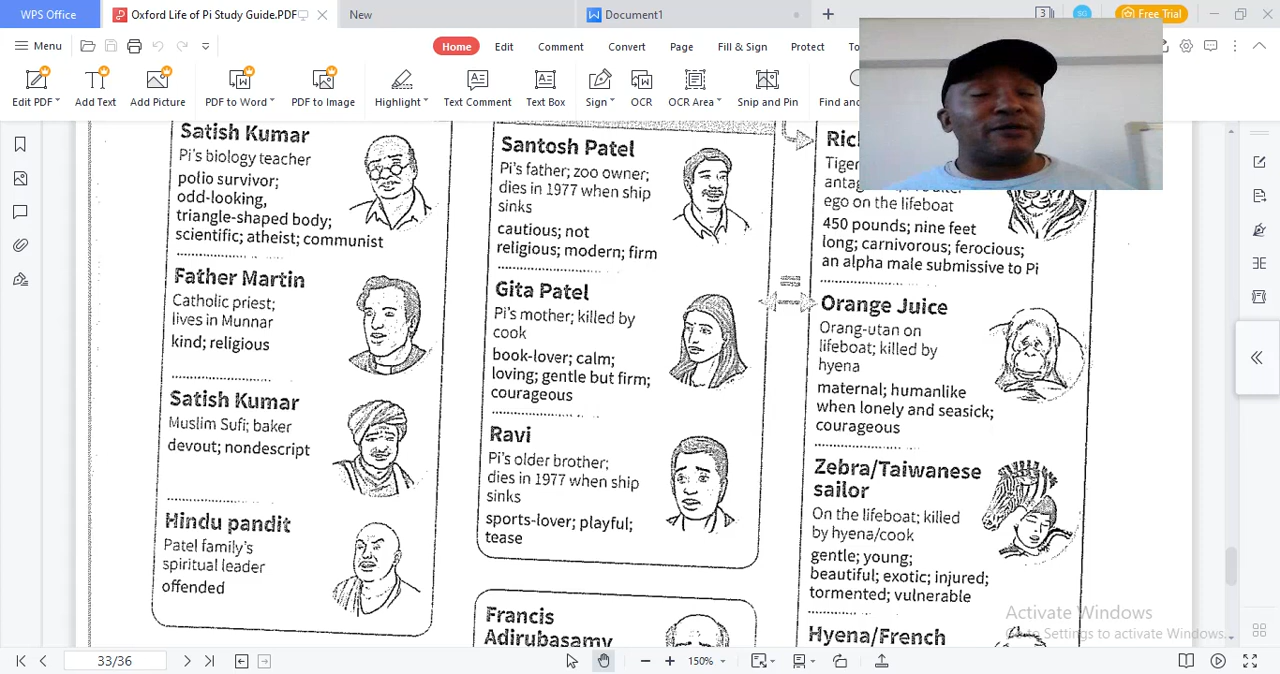 WPS Office
Oxford Life of Pi Study Guide.PDF
New
Document1
3
Free Trial
Menu
Home
Edit
Comment
Convert
Page
Fill & Sign
Protect
Edit PDF
Add Text
Add Picture
PDF to Word
PDF to Image
Highlight
Text Comment
Text Box
Sign
OCR
OCR Area
Snip and Pin
Find and
Satish Kumar
Pi's biology teacher
polio survivor;
odd-looking,
triangle-shaped body;
scientific; atheist; communist
Father Martin
Catholic priest;
lives in Munnar
kind; religious
Satish Kumar
Muslim Sufi; baker
devout; nondescript
Hindu pandit
Patel family's
spiritual leader
offended
Santosh Patel
Pi's father; zoo owner;
dies in 1977 when ship
sinks
cautious; not
religious; modern; firm
Gita Patel
Pi's mother; killed by
cook
book-lover; calm;
loving; gentle but firm;
courageous
Ravi
Pi's older brother;
dies in 1977 when ship
sinks
sports-lover; playful;
tease
Francis
Adirubasamy
ego on the lifeboat
450 pounds; nine feet
long; carnivorous; ferocious;
an alpha male submissive to Pi
Orange Juice
Orang-utan on
lifeboat; killed by
hyena
maternal; humanlike
when lonely and seasick;
courageous
Zebra/Taiwanese
sailor
On the lifeboat; killed
by hyena/cook
gentle; young;
beautiful; exotic; injured;
tormented; vulnerable
Hyena/French
Activate Windows
Go to Settings to activate Windows.
33/36
150%